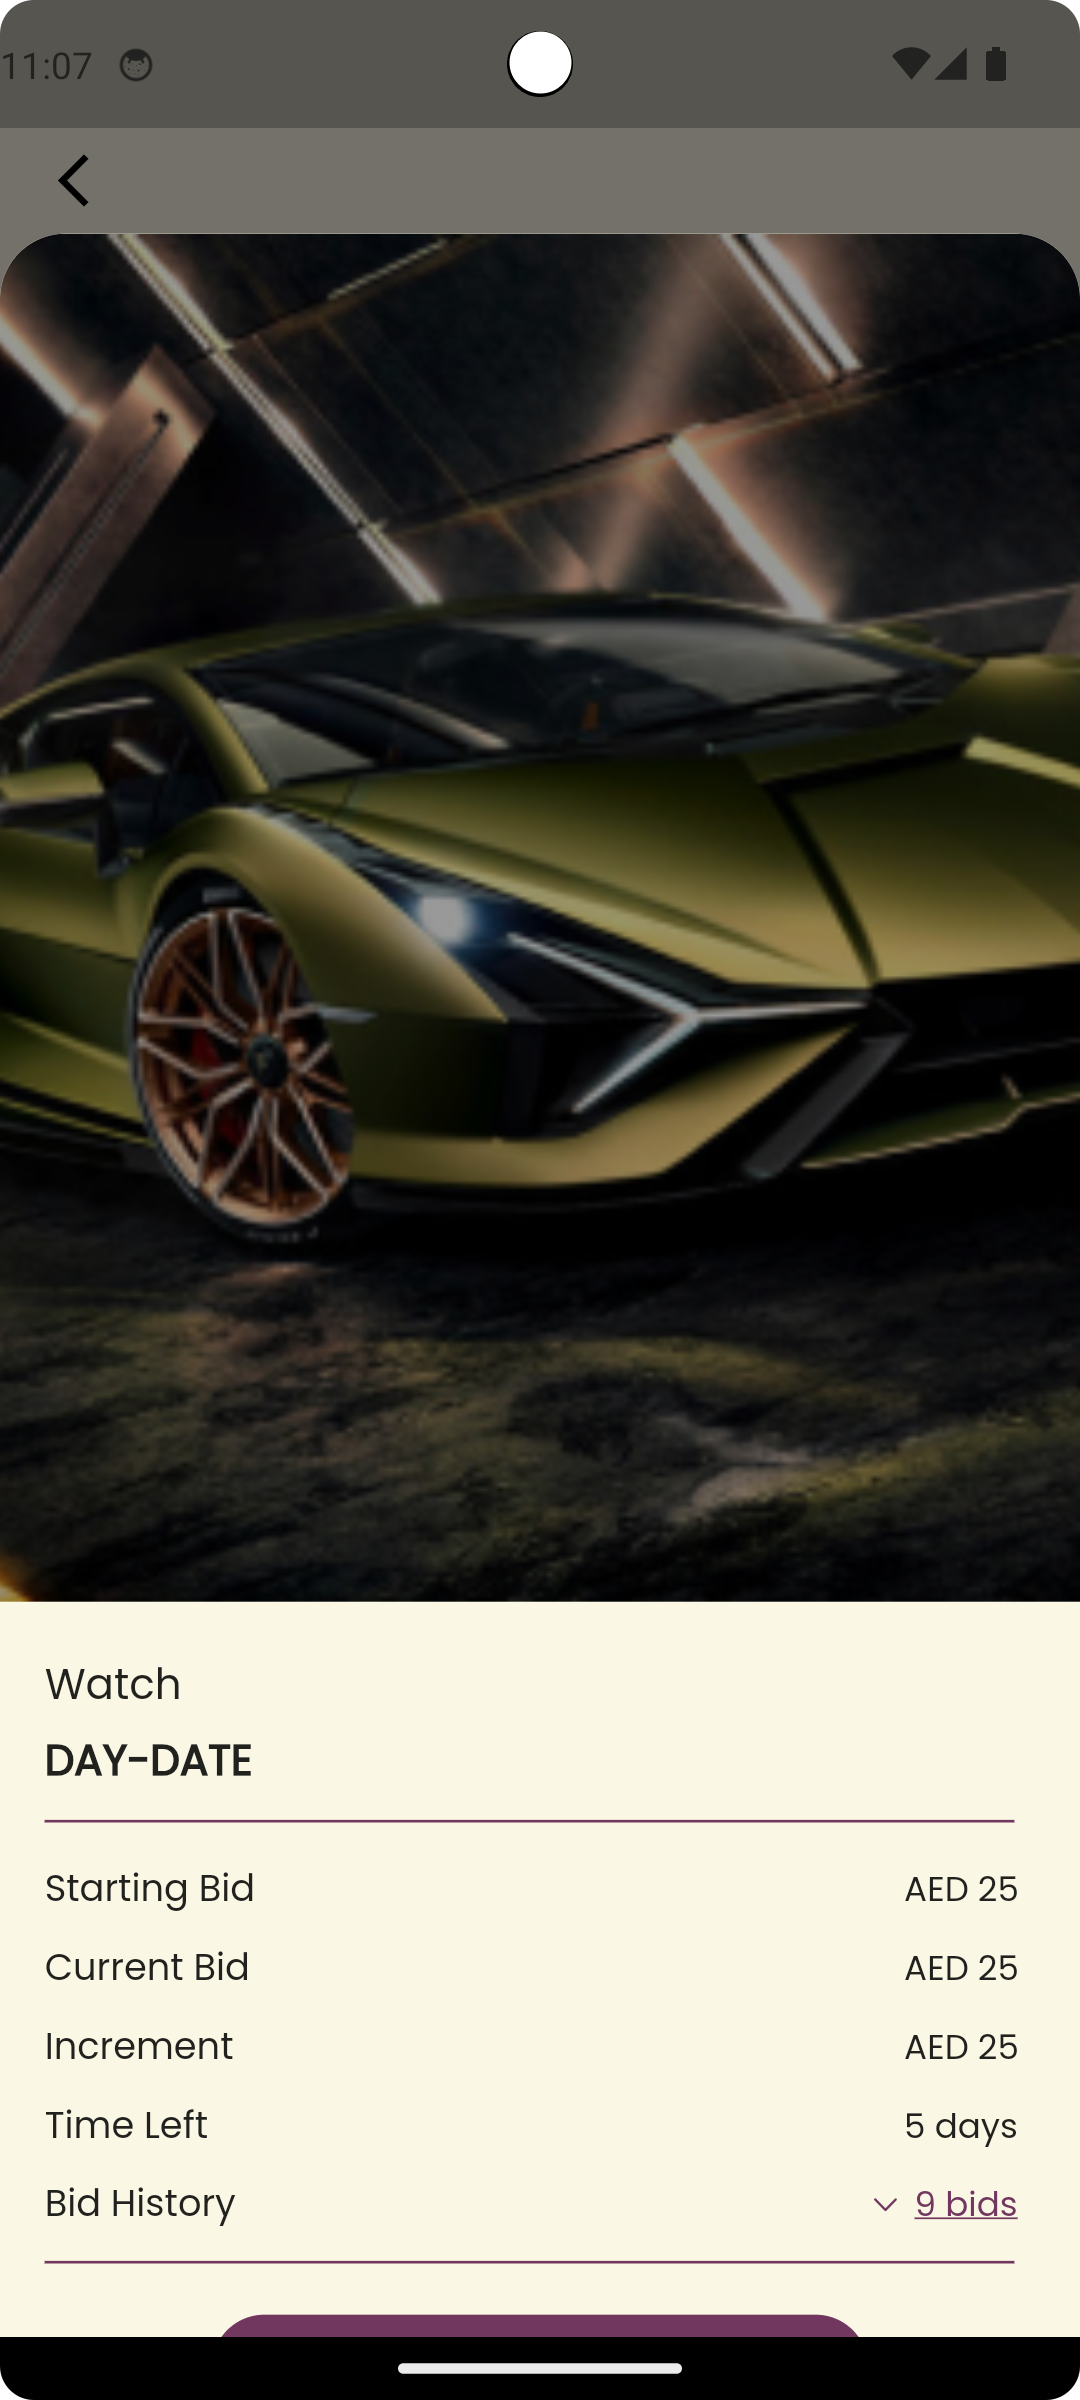 11:07
Watch
DAY-DATE
Starting Bid AED 25
Current Bid AED 25
Increment AED 25
Time Left 5 days
Bid History 9 bids